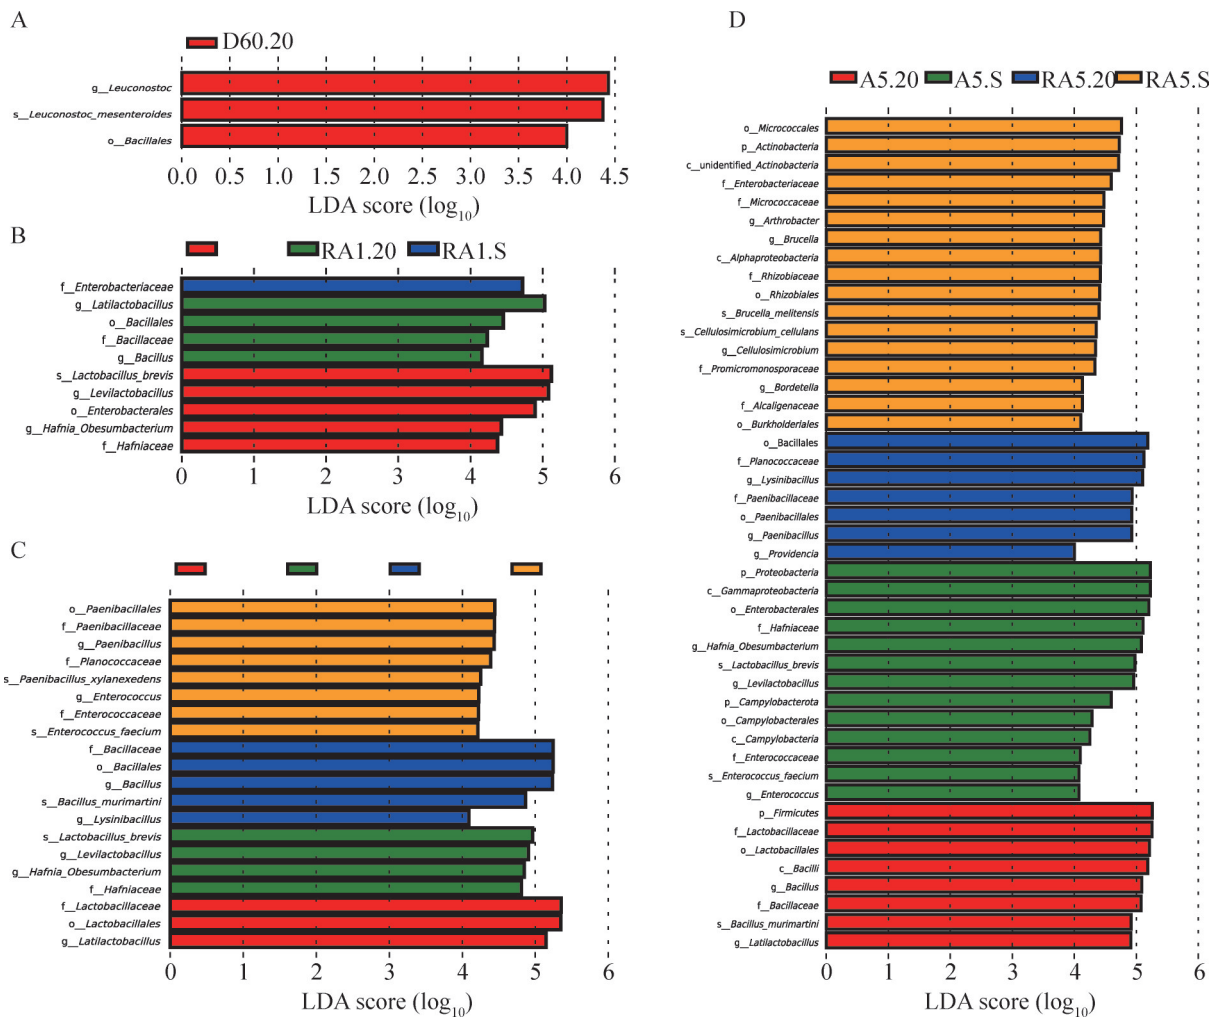 A
D60.20
g__Leuconostoc
s__Leuconostoc_mesenteroides
o__Bacillales
0.0 0.5 1.0 1.5 2.0 2.5 3.0 3.5 4.0 4.5
LDA score (log10)
B
RA1.20 RA1.S
f__Enterobacteriaceae
g__Latilactobacillus
o__Bacillales
f__Bacillaceae
g__Bacillus
s__Lactobacillus_brevis
g__Levilactobacillus
o__Enterobacterales
g__Hafnia_Obesumbacterium
f__Hafniaceae
0 1 2 3 4 5 6
LDA score (log10)
C
o__Paenibacillales
f__Paenibacillaceae
g__Paenibacillus
f__Planococcaceae
s__Paenibacillus_xylanexedens
g__Enterococcus
f__Enterococcaceae
s__Enterococcus_faecium
f__Bacillaceae
o__Bacillales
g__Bacillus
s__Bacillus_murimartini
g__Lysinibacillus
s__Lactobacillus_brevis
g__Levilactobacillus
g__Hafnia_Obesumbacterium
f__Hafniaceae
f__Lactobacillaceae
o__Lactobacillales
g__Latilactobacillus
0 1 2 3 4 5 6
LDA score (log10)
D
A5.20 A5.S RA5.20 RA5.S
o__Micrococcales
p__Actinobacteria
c__unidentified_Actinobacteria
f__Enterobacteriaceae
f__Micrococcaceae
g__Arthrobacter
g__Brucella
c__Alphaproteobacteria
f__Rhizobiaceae
o__Rhizobiales
s__Brucella_melitensis
s__Cellulosimicrobium_cellulans
g__Cellulosimicrobium
f__Promicromonosporaceae
g__Bordetella
f__Alcaligenaceae
o__Burkholderiales
o__Bacillales
f__Planococcaceae
g__Lysinibacillus
f__Paenibacillaceae
o__Paenibacillales
g__Paenibacillus
g__Providencia
p__Proteobacteria
c__Gammaproteobacteria
o__Enterobacterales
f__Hafniaceae
g__Hafnia_Obesumbacterium
s__Lactobacillus_brevis
g__Levilactobacillus
p__Campylobacterota
o__Campylobacterales
c__Campylobacteria
f__Enterococcaceae
s__Enterococcus_faecium
g__Enterococcus
p__Firmicutes
f__Lactobacillaceae
o__Lactobacillales
c__Bacilli
g__Bacillus
f__Bacillaceae
s__Bacillus_murimartini
g__Latilactobacillus
0 1 2 3 4 5 6
LDA score (log10)